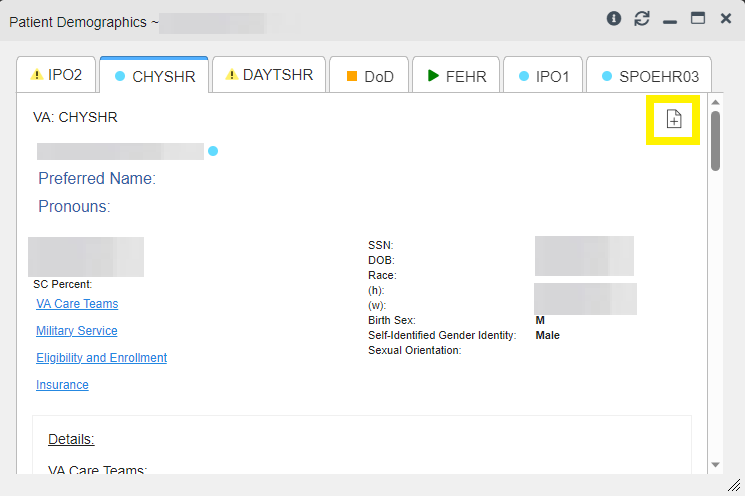 Patient Demographics ~
IPO2 CHYSHR DAYTSHR DoD FEHR IPO1 SPOEHR03
VA: CHYSHR
Preferred Name:
Pronouns:
SC Percent:
VA Care Teams
Military Service
Eligibility and Enrollment
Insurance
SSN:
DOB:
Race:
(h):
(w):
Birth Sex: M
Self-Identified Gender Identity: Male
Sexual Orientation:
Details:
VA Care Teams: